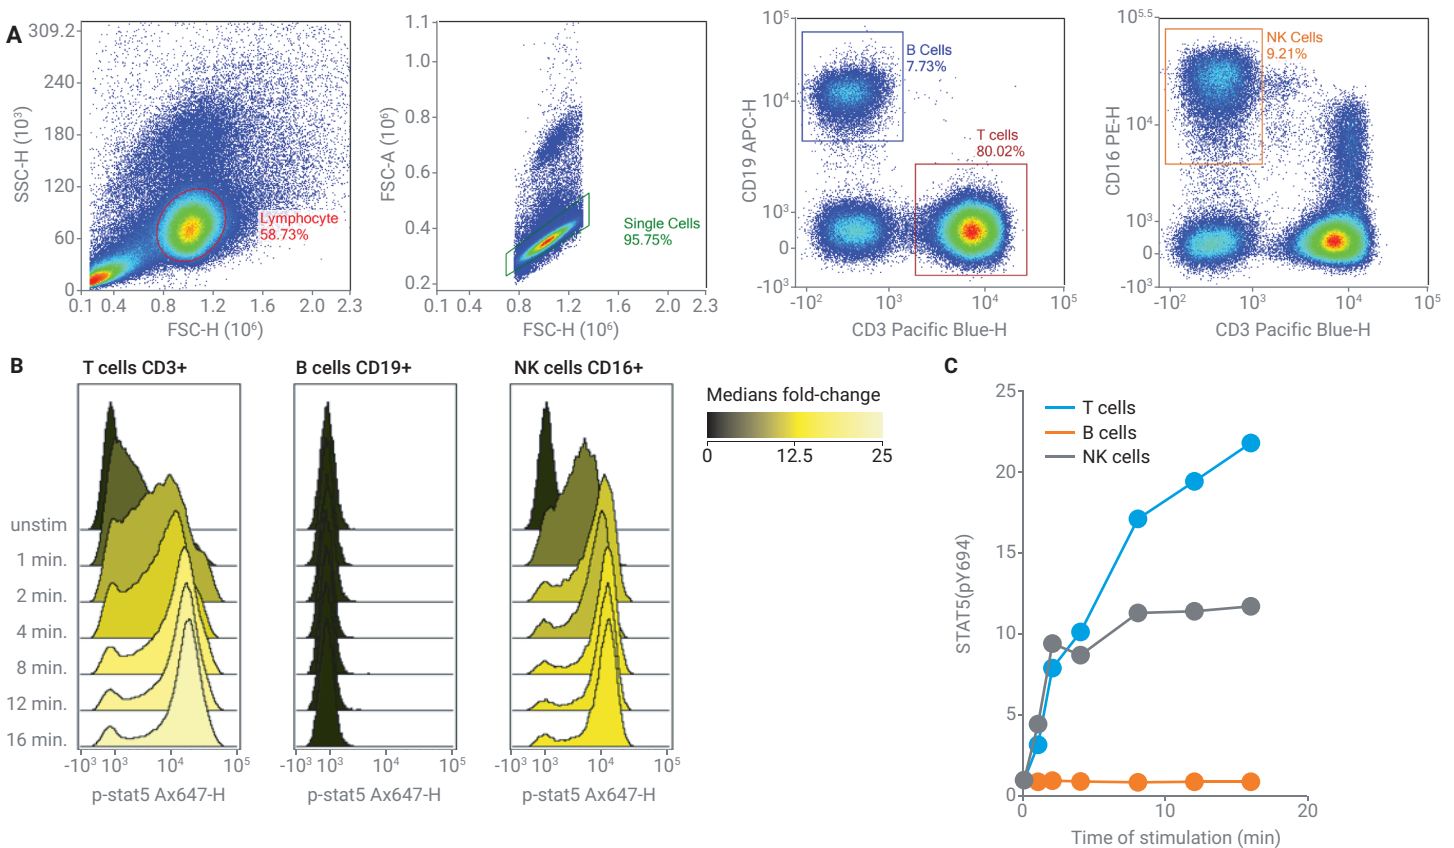 A
309.2
240
180
120
60
0
SSC-H (10³)
0.1 0.4 0.8 1.2 1.6 2.0 2.3
FSC-H (10⁶)
Lymphocyte
58.73%
1.1
1.0
0.8
0.6
0.4
0.2
FSC-A (10⁶)
0.1 0.4 0.8 1.2 1.6 2.0 2.3
FSC-H (10⁶)
Single Cells
95.75%
10⁵
10⁴
10³
0
-10³
CD19 APC-H
-10² 10³ 10⁴ 10⁵
CD3 Pacific Blue-H
B Cells
7.73%
T cells
80.02%
10⁵·⁵
10⁴
10³
0
-10³
CD16 PE-H
-10² 10³ 10⁴ 10⁵
CD3 Pacific Blue-H
NK Cells
9.21%
B
T cells CD3+
B cells CD19+
NK cells CD16+
unstim
1 min.
2 min.
4 min.
8 min.
12 min.
16 min.
-10³ 10³ 10⁴ 10⁵
p-stat5 Ax647-H
-10³ 10³ 10⁴ 10⁵
p-stat5 Ax647-H
-10³ 10³ 10⁴ 10⁵
p-stat5 Ax647-H
Medians fold-change
0 12.5 25
C
25
20
15
10
5
0
STAT5(pY694)
T cells
B cells
NK cells
0 10 20
Time of stimulation (min)